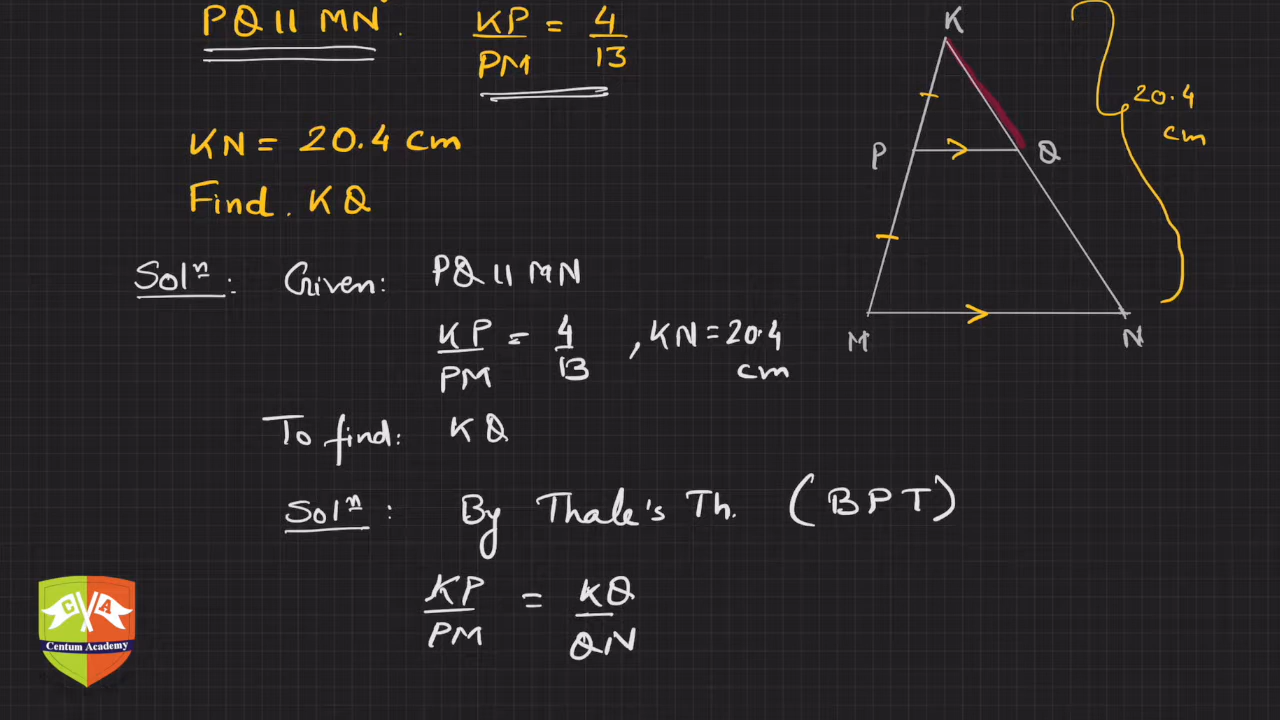 PQ || MN. KP/PM = 4/13
KN = 20.4 cm
Find. KQ
Solⁿ: Given: PQ || MN
KP/PM = 4/13, KN = 20.4 cm
To find: KQ
Solⁿ: By Thale's Th. (BPT)
KP/PM = KQ/QN
K
20.4
cm
P
Q
M
N
C A
Centum Academy